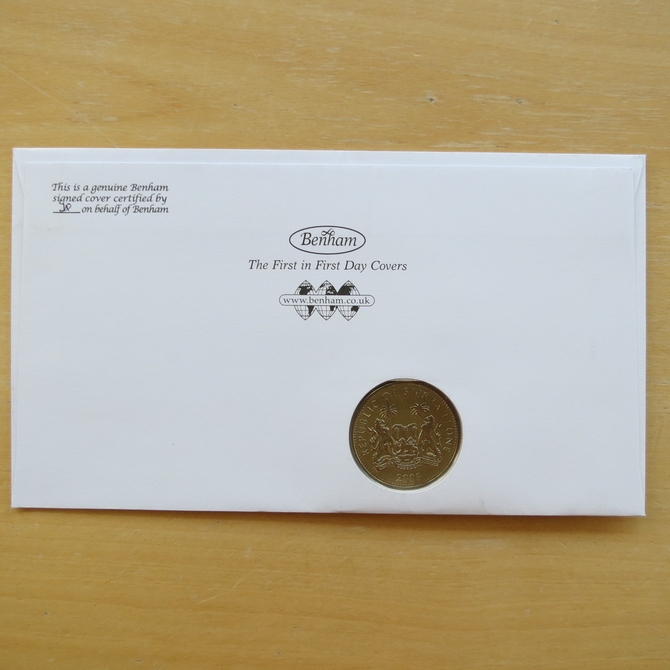 This is a genuine Benham
signed cover certified by
on behalf of Benham
Benham
The First in First Day Covers
www.benham.co.uk
REPUBLIC OF SIERRA LEONE